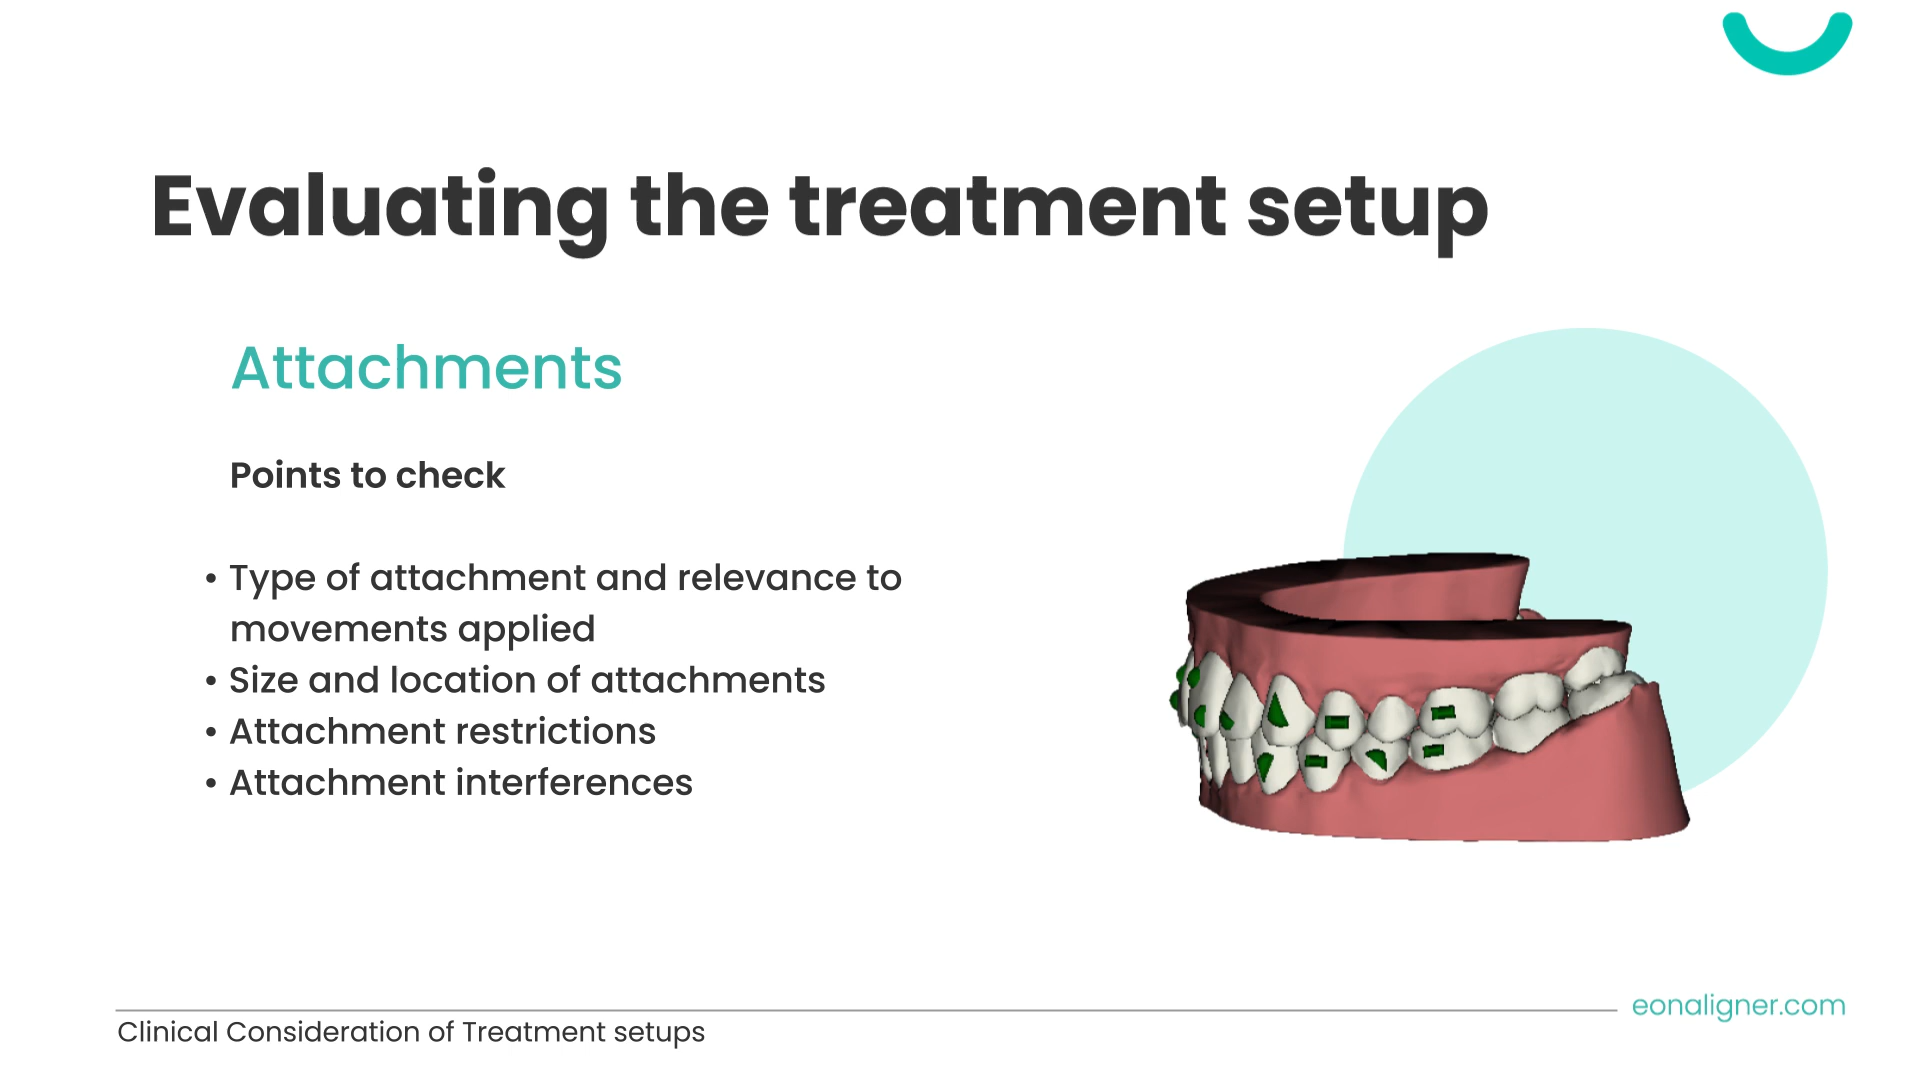 Evaluating the treatment setup
Attachments
Points to check
• Type of attachment and relevance to
movements applied
• Size and location of attachments
• Attachment restrictions
• Attachment interferences
eonaligner.com
Clinical Consideration of Treatment setups